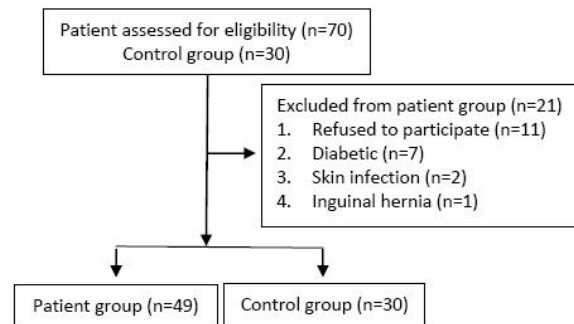 Patient assessed for eligibility (n=70)
Control group (n=30)
Excluded from patient group (n=21)
1. Refused to participate (n=11)
2. Diabetic (n=7)
3. Skin infection (n=2)
4. Inguinal hernia (n=1)
Patient group (n=49)
Control group (n=30)